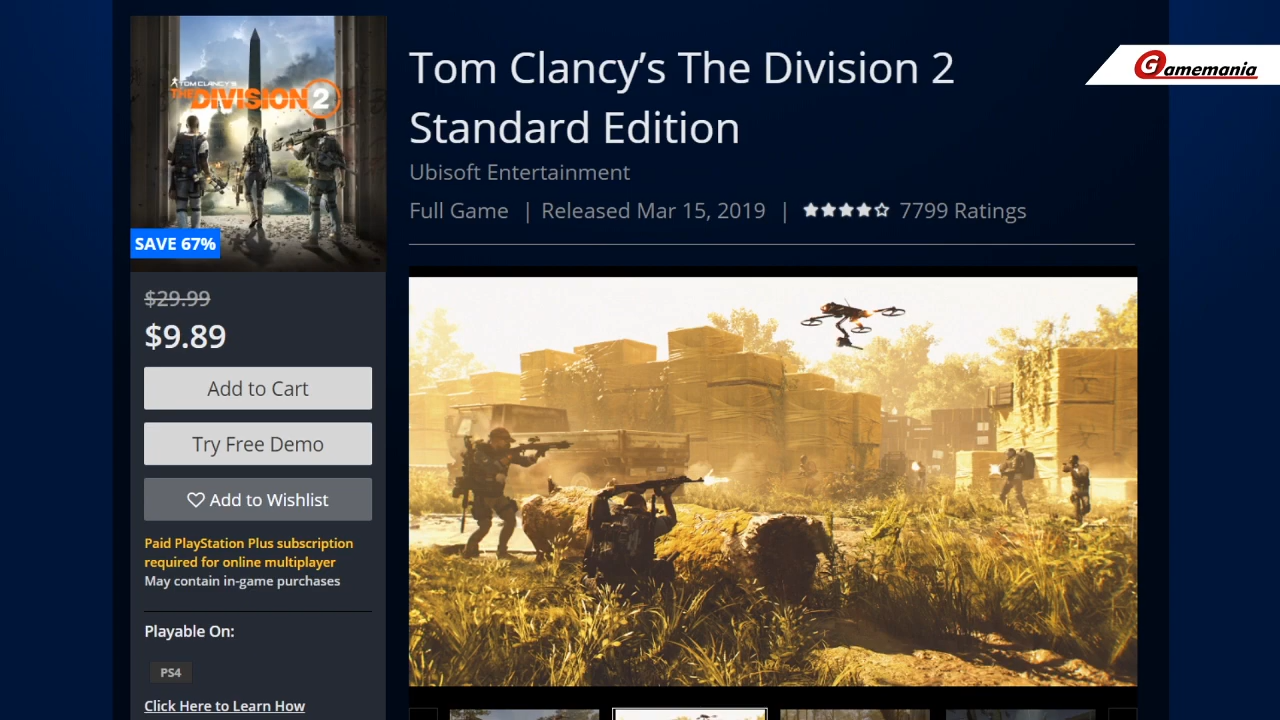 TOM CLANCY'S
THE DIVISION 2
SAVE 67%
$29.99
$9.89
Add to Cart
Try Free Demo
Add to Wishlist
Paid PlayStation Plus subscription
required for online multiplayer
May contain in-game purchases
Playable On:
PS4
Click Here to Learn How
Tom Clancy’s The Division 2
Standard Edition
Ubisoft Entertainment
Full Game | Released Mar 15, 2019 | 7799 Ratings
Gamemania